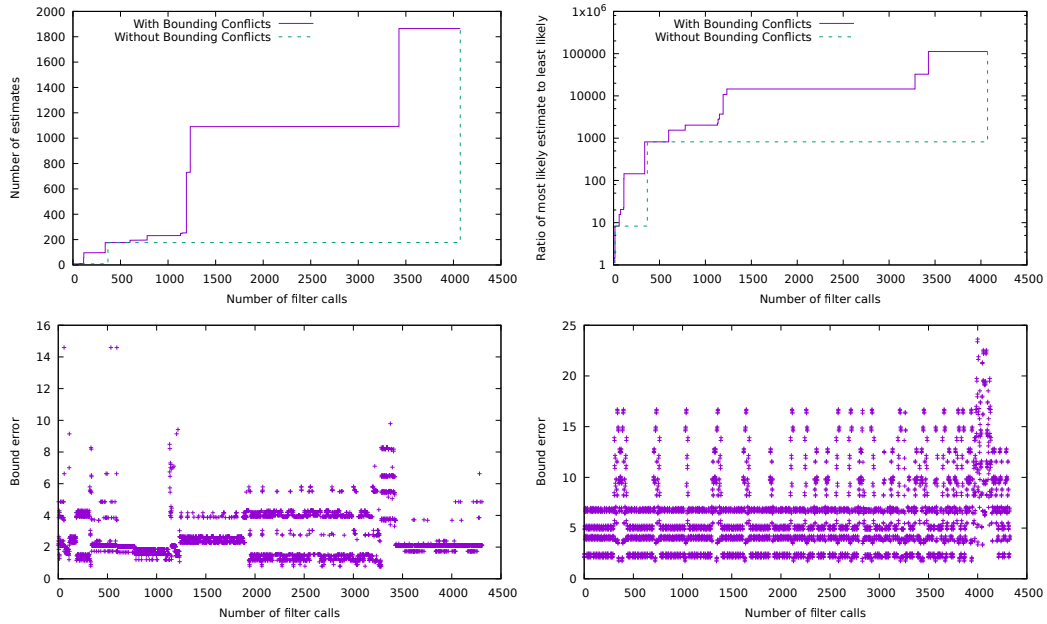 With Bounding Conflicts
Without Bounding Conflicts
2000
1800
1600
1400
1200
1000
800
600
400
200
0
Number of estimates
0 500 1000 1500 2000 2500 3000 3500 4000 4500
Number of filter calls
With Bounding Conflicts
Without Bounding Conflicts
1x10^6
100000
10000
1000
100
10
1
Ratio of most likely estimate to least likely
0 500 1000 1500 2000 2500 3000 3500 4000 4500
Number of filter calls
16
14
12
10
8
6
4
2
0
Bound error
0 500 1000 1500 2000 2500 3000 3500 4000 4500
Number of filter calls
25
20
15
10
5
0
Bound error
0 500 1000 1500 2000 2500 3000 3500 4000 4500
Number of filter calls